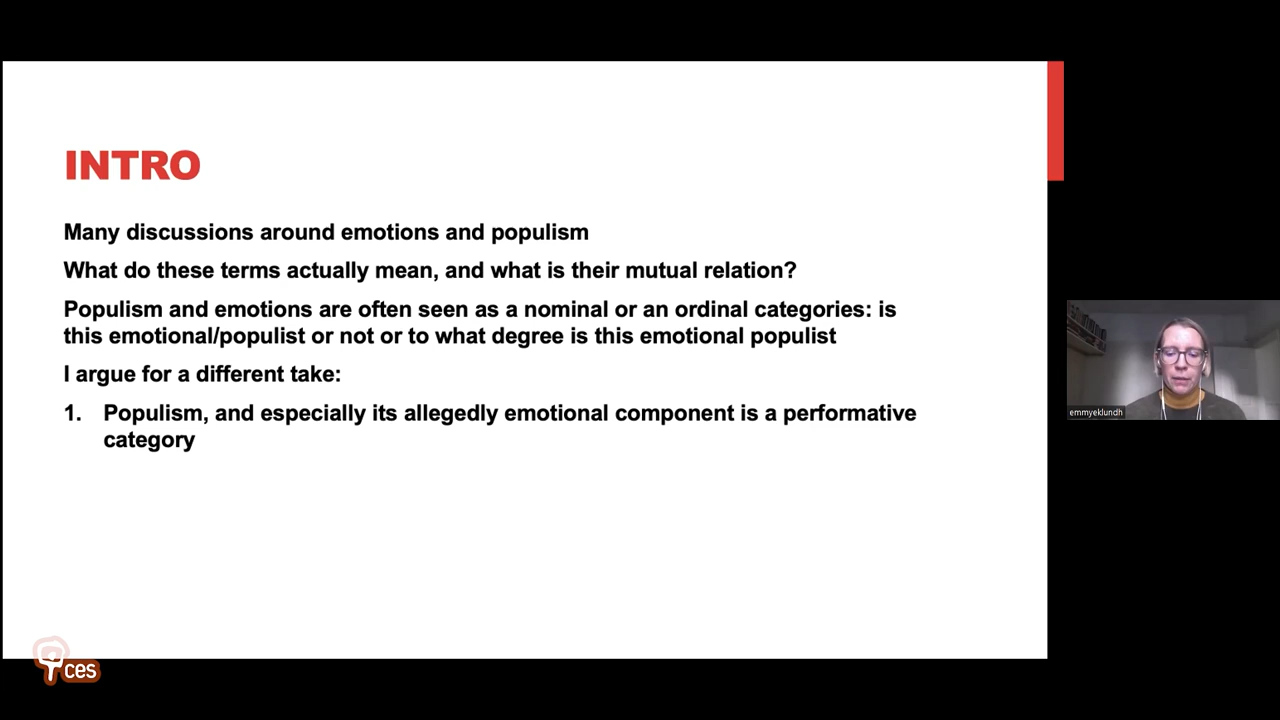 INTRO
Many discussions around emotions and populism
What do these terms actually mean, and what is their mutual relation?
Populism and emotions are often seen as a nominal or an ordinal categories: is
this emotional/populist or not or to what degree is this emotional populist
I argue for a different take:
1. Populism, and especially its allegedly emotional component is a performative
category
emmyeklundh
ces